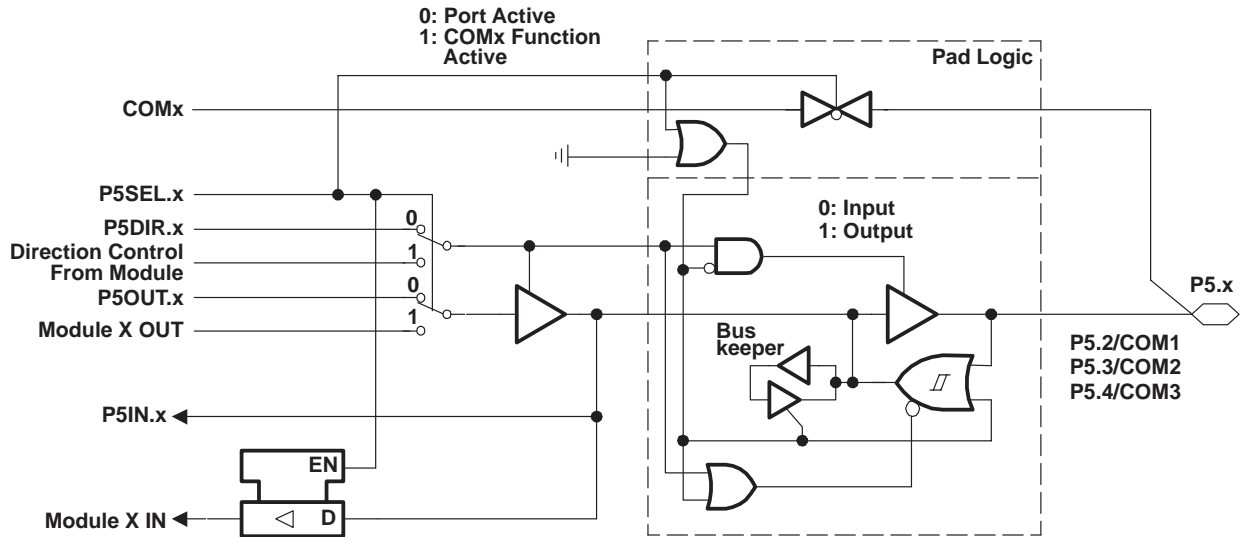 0: Port Active
1: COMx Function
Active
Pad Logic
COMx
P5SEL.x
0
P5DIR.x
Direction Control
From Module
1
0
P5OUT.x
1
Module X OUT
0: Input
1: Output
P5.x
Bus
keeper
P5.2/COM1
P5.3/COM2
P5.4/COM3
P5IN.x
EN
D
Module X IN